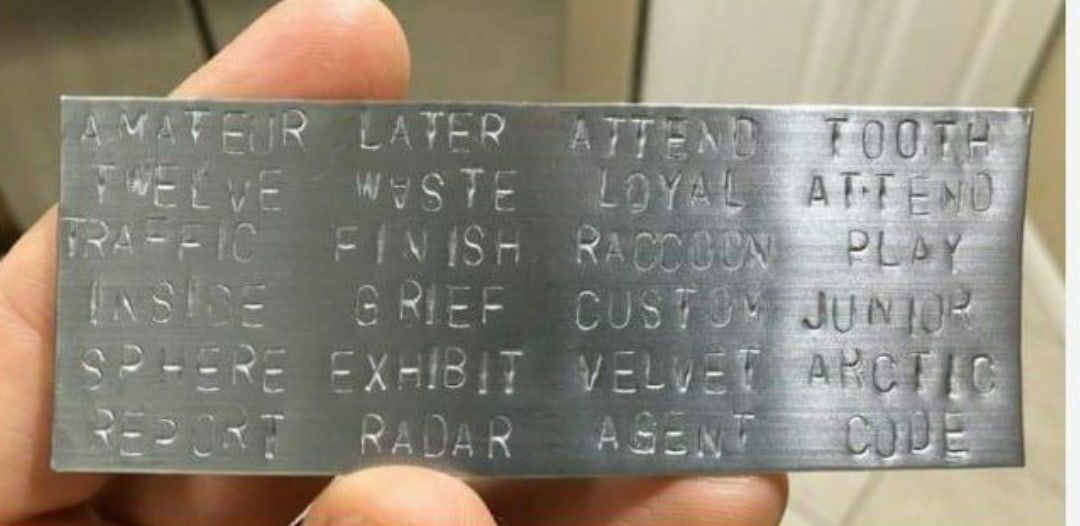 AMATEUR LATER ATTEND TOOTH
TWELVE WASTE LOYAL ATTEND
TRAFFIC FINISH RACCOON PLAY
INSIDE GRIEF CUSTOM JUNIOR
SPHERE EXHIBIT VELVET ARCTIC
REPORT RADAR AGENT CODE